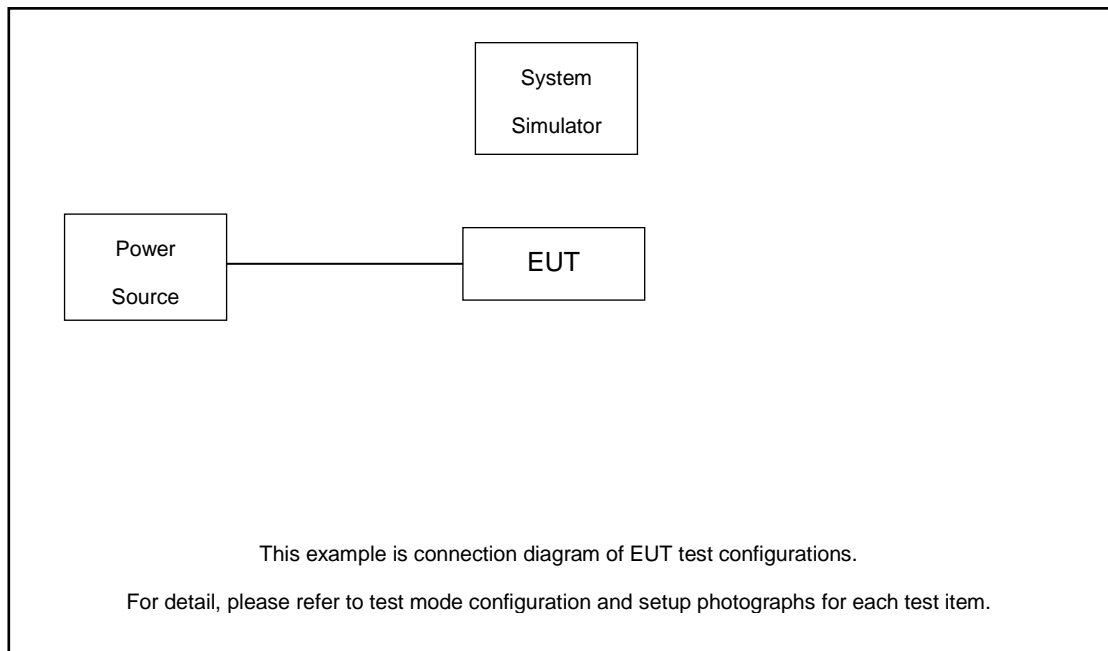 System
Simulator
Power
Source
EUT
This example is connection diagram of EUT test configurations.
For detail, please refer to test mode configuration and setup photographs for each test item.